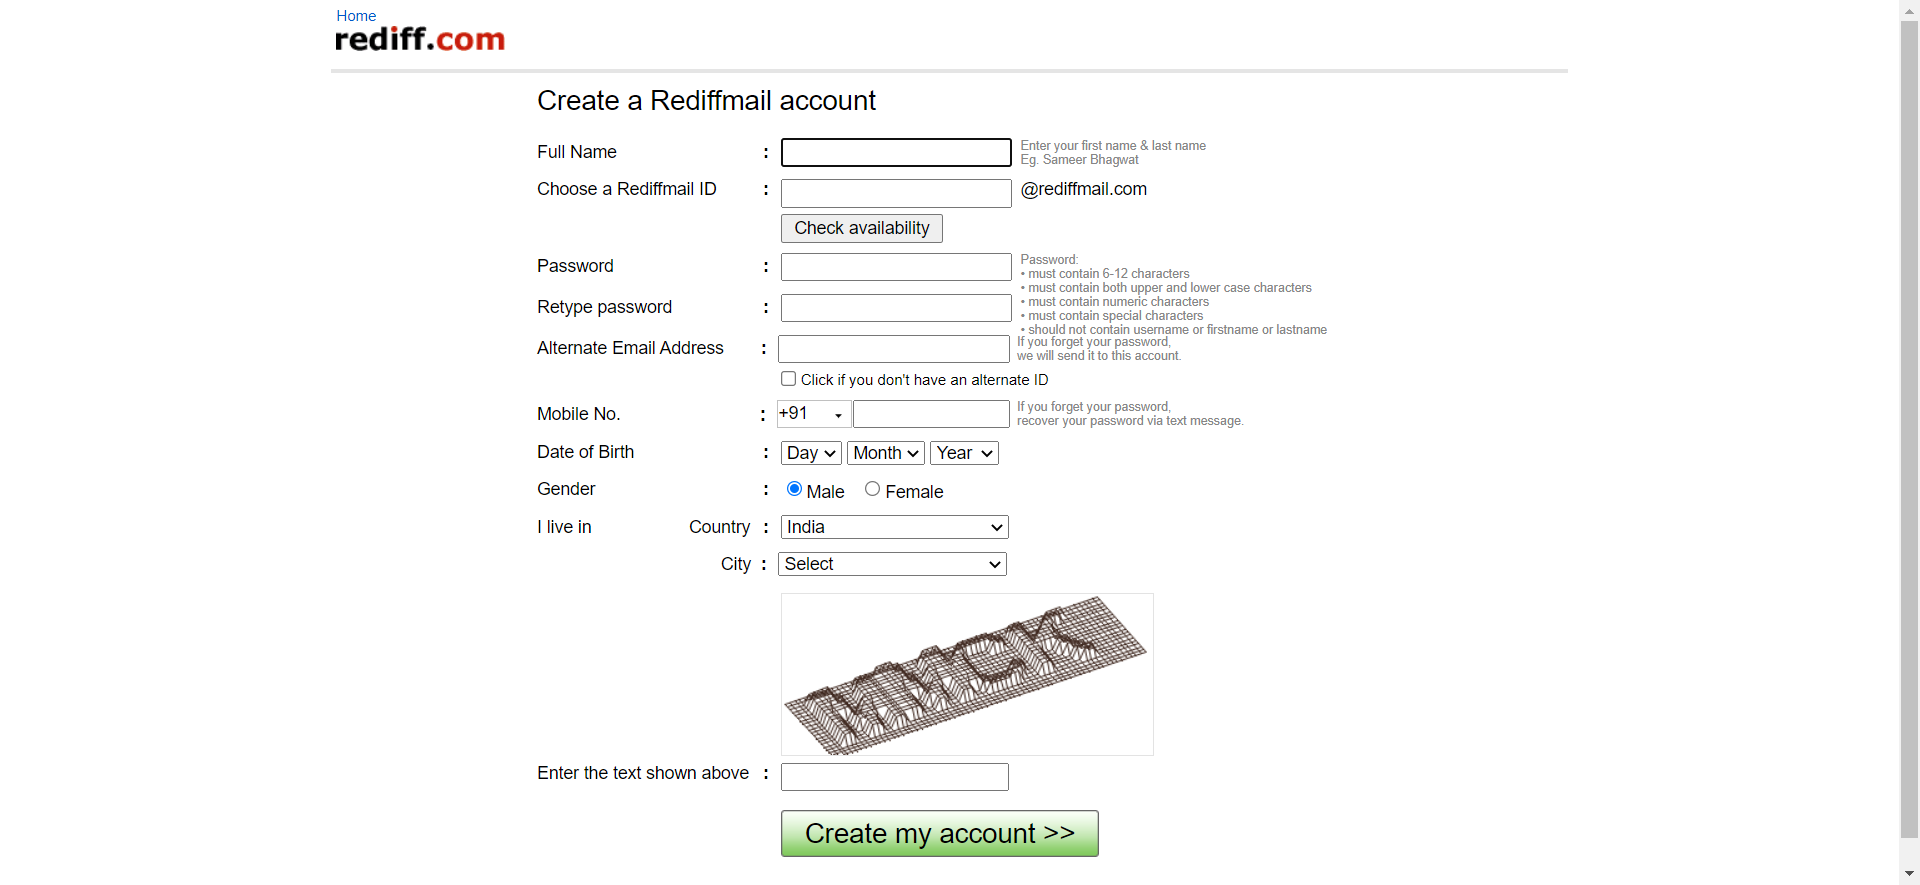 Home
rediff.com
Create a Rediffmail account
Full Name :
Enter your first name & last name
Eg. Sameer Bhagwat
Choose a Rediffmail ID : @rediffmail.com
Check availability
Password :
Password:
• must contain 6-12 characters
• must contain both upper and lower case characters
• must contain numeric characters
• must contain special characters
• should not contain username or firstname or lastname
Retype password :
Alternate Email Address :
If you forget your password,
we will send it to this account.
Click if you don't have an alternate ID
Mobile No. : +91
If you forget your password,
recover your password via text message.
Date of Birth : Day Month Year
Gender : Male Female
I live in Country : India
City : Select
Enter the text shown above :
Create my account >>